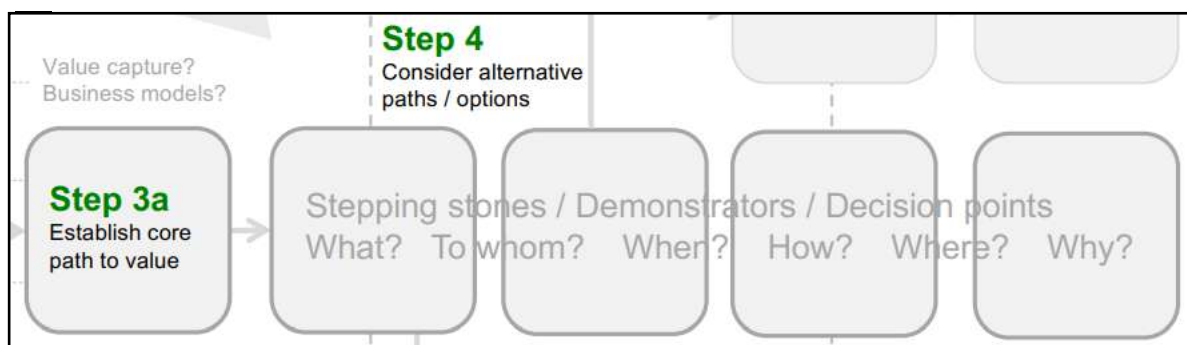 Step 4
Consider alternative
paths / options
Value capture?
Business models?
Step 3a
Establish core
path to value
Stepping stones / Demonstrators / Decision points
What? To whom? When? How? Where? Why?